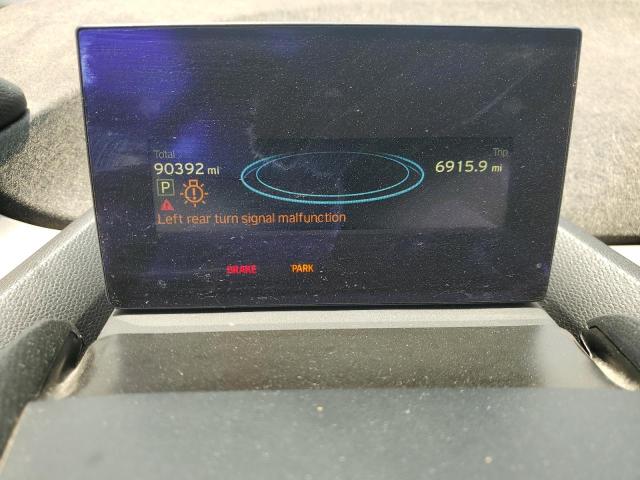 Total
90392 mi
Trip
6915.9 mi
P
Left rear turn signal malfunction
BRAKE
PARK